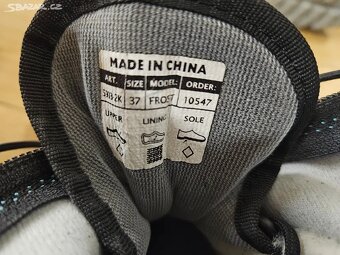 SBAZAR.CZ
MADE IN CHINA
ART. SIZE MODEL: ORDER:
37 FROST 10547
UPPER LINING SOLE